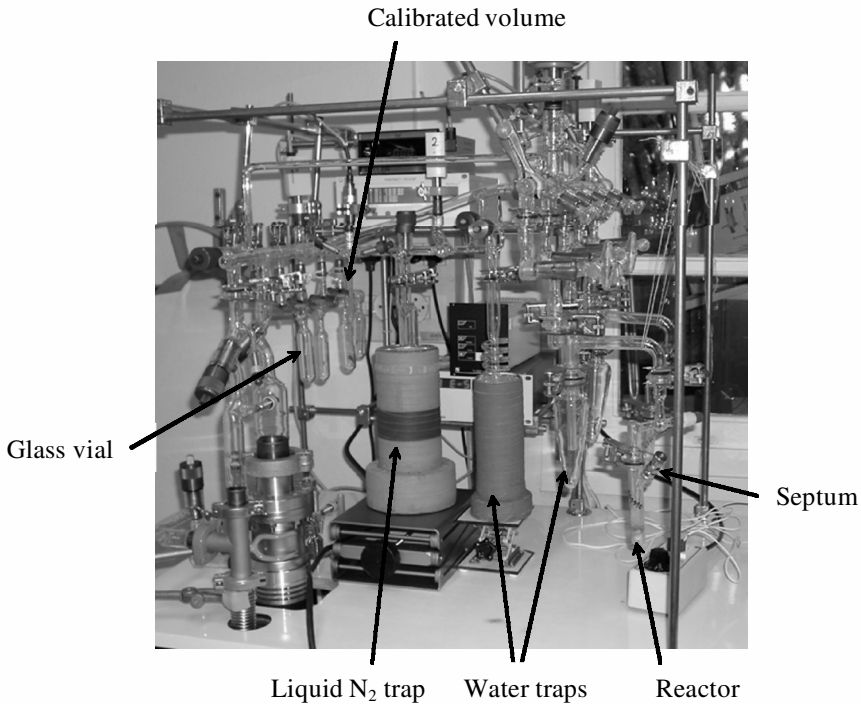 Calibrated volume
2
Glass vial
Septum
Liquid N₂ trap
Water traps
Reactor